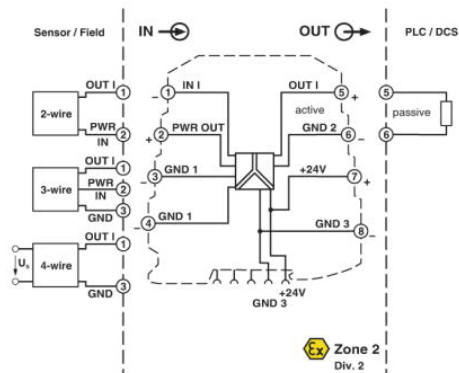 Sensor / Field
IN
OUT
PLC / DCS
2-wire
OUT I
1
PWR
IN
2
3-wire
OUT I
1
PWR
IN
2
GND
3
Us
4-wire
OUT I
1
GND
3
1
–
IN I
2
+
PWR OUT
3
–
GND 1
4
–
GND 1
OUT I
5
+
active
GND 2
6
–
+24V
7
+
GND 3
8
–
+24V
GND 3
5
passive
6
Ex
Zone 2
Div. 2